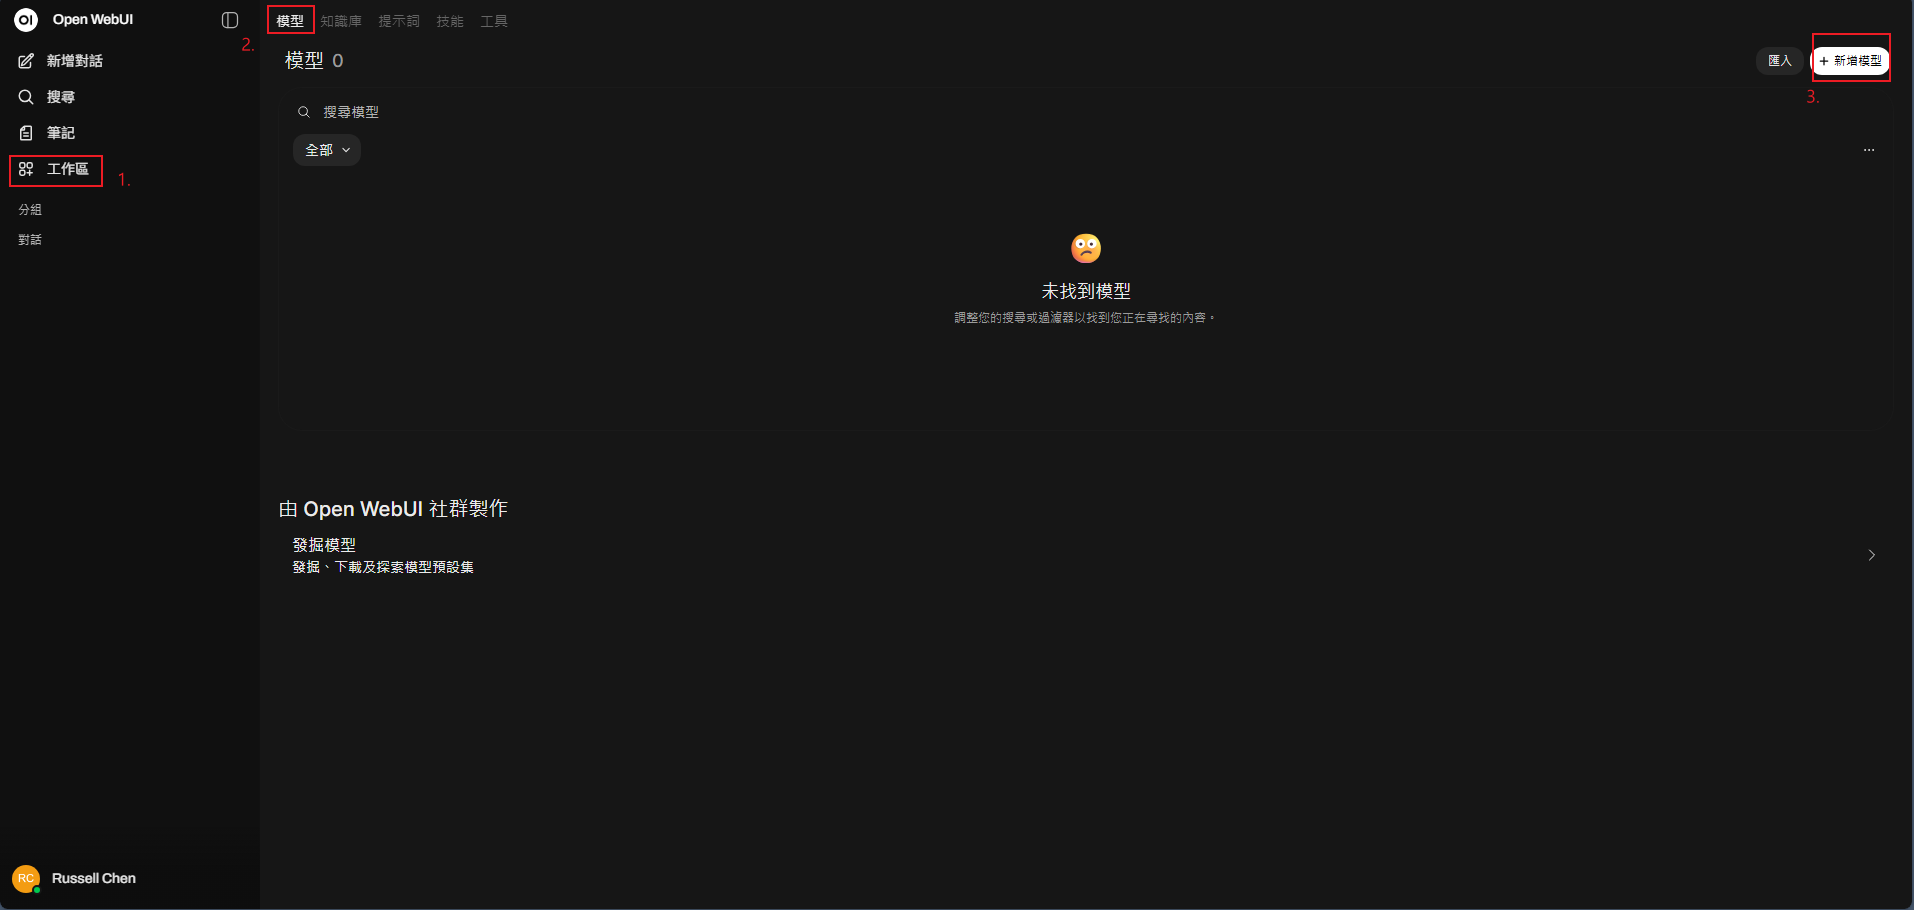 OI Open WebUI
新增對話
搜尋
筆記
工作區
1.
分組
對話
RC Russell Chen
2.
模型 知識庫 提示詞 技能 工具
模型 0
匯入
+ 新增模型
3.
搜尋模型
全部
...
未找到模型
調整您的搜尋或過濾器以找到您正在尋找的內容。
由 Open WebUI 社群製作
發掘模型
發掘、下載及探索模型預設集